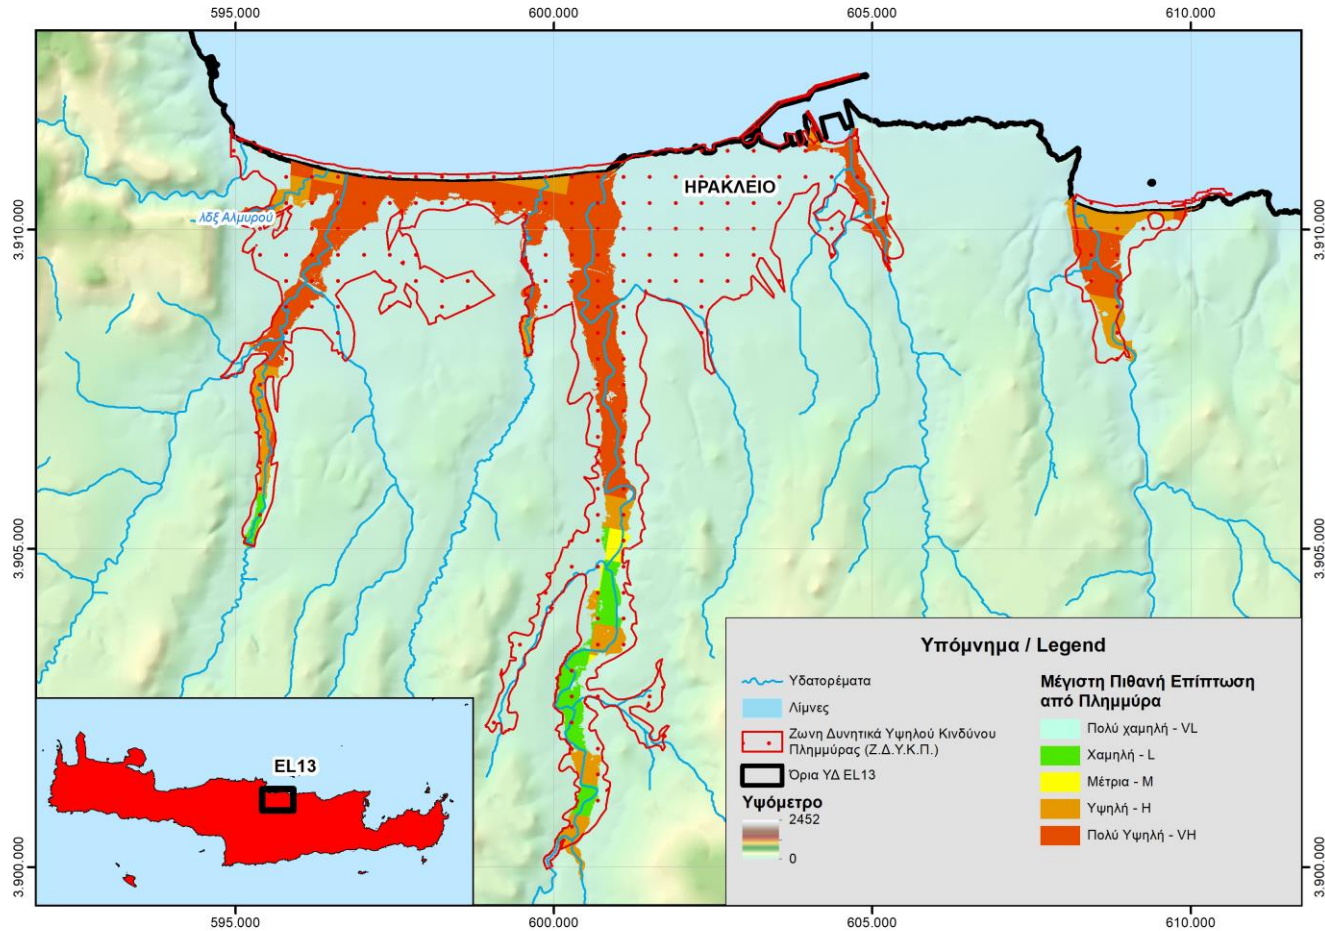 595.000 600.000 605.000 610.000
3.910.000 3.910.000
ΗΡΑΚΛΕΙΟ
λδξ Αλμυρού
3.905.000 3.905.000
Υπόμνημα / Legend
Υδατορέματα
Λίμνες
Ζωνη Δυνητικά Υψηλού Κινδύνου
Πλημμύρας (Ζ.Δ.Υ.Κ.Π.)
Όρια ΥΔ EL13
Υψόμετρο
2452
0
Μέγιστη Πιθανή Επίπτωση
από Πλημμύρα
Πολύ χαμηλή - VL
Χαμηλή - L
Μέτρια - M
Υψηλή - H
Πολύ Υψηλή - VH
EL13
3.900.000 3.900.000
595.000 600.000 605.000 610.000